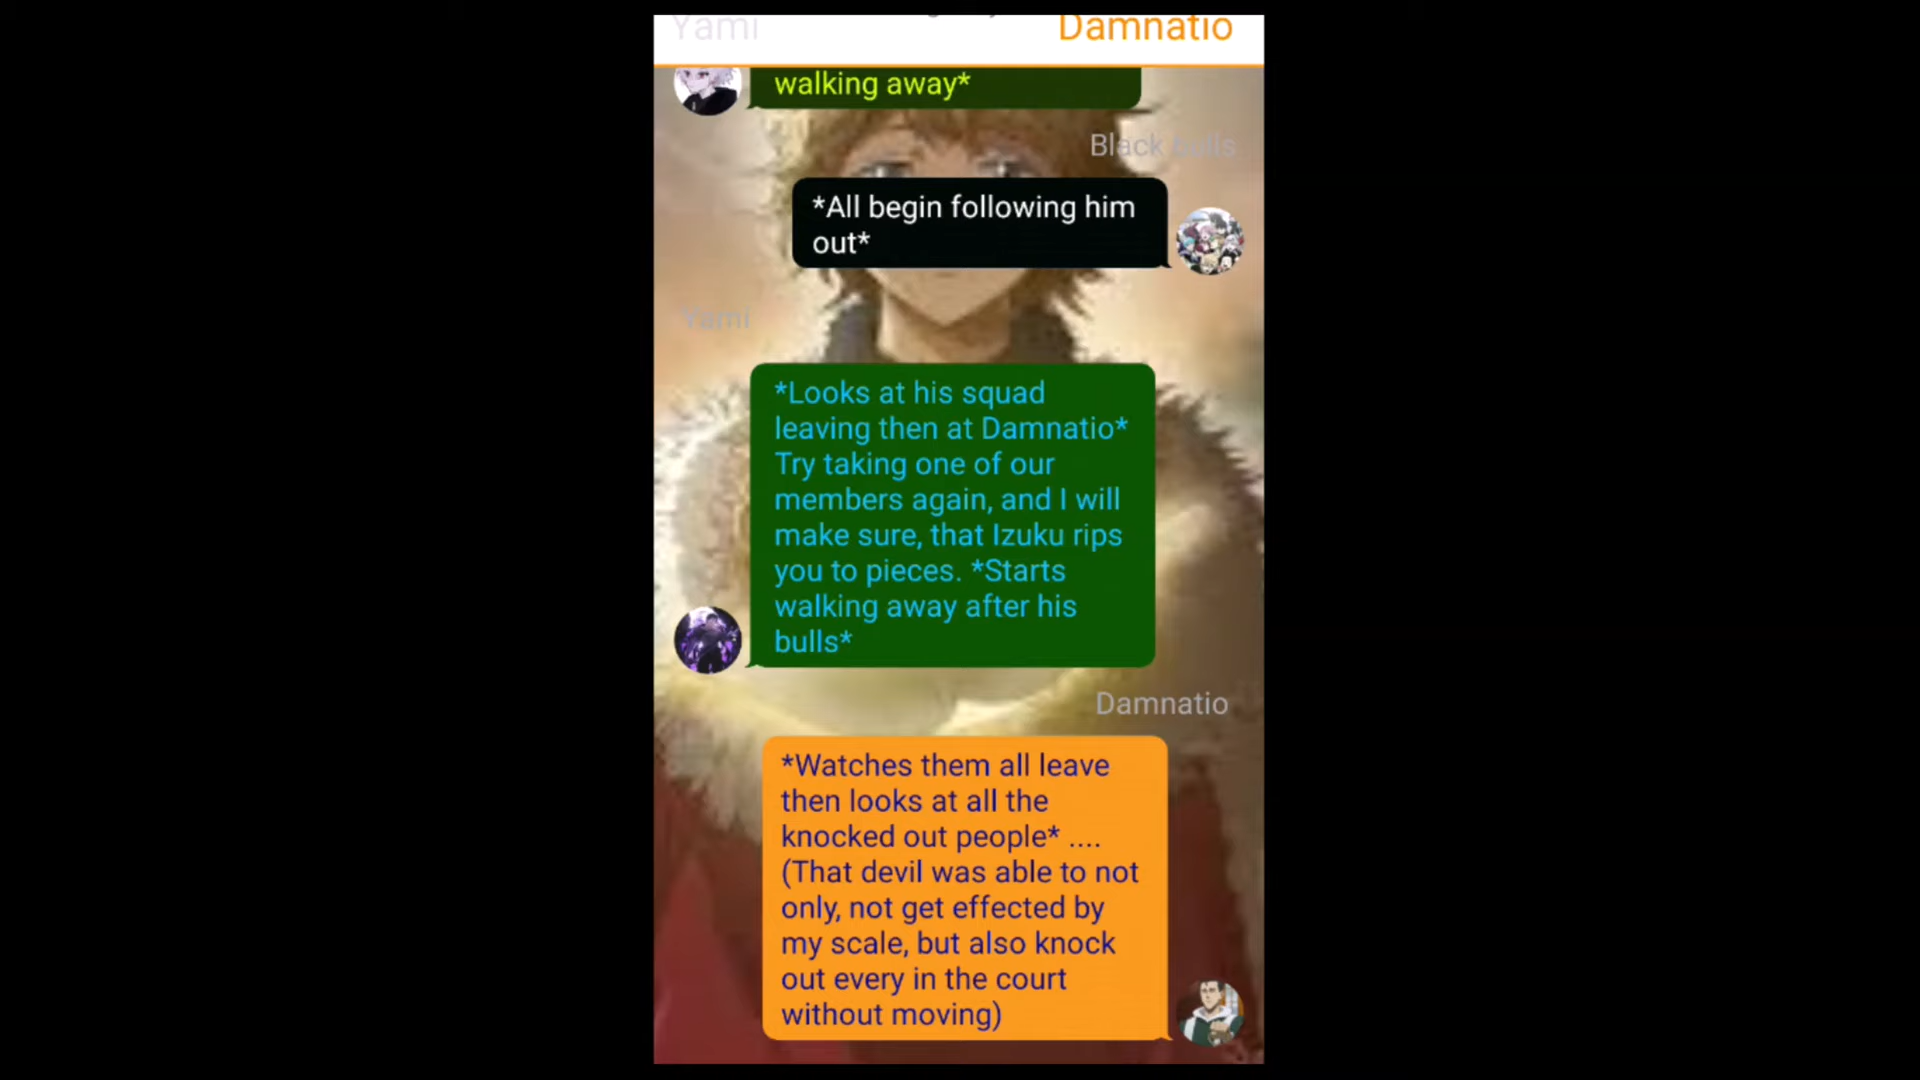 Yami
Damnatio
walking away*
Black bulls
*All begin following him
out*
Yami
*Looks at his squad
leaving then at Damnatio*
Try taking one of our
members again, and I will
make sure, that Izuku rips
you to pieces. *Starts
walking away after his
bulls*
Damnatio
*Watches them all leave
then looks at all the
knocked out people* ....
(That devil was able to not
only, not get effected by
my scale, but also knock
out every in the court
without moving)